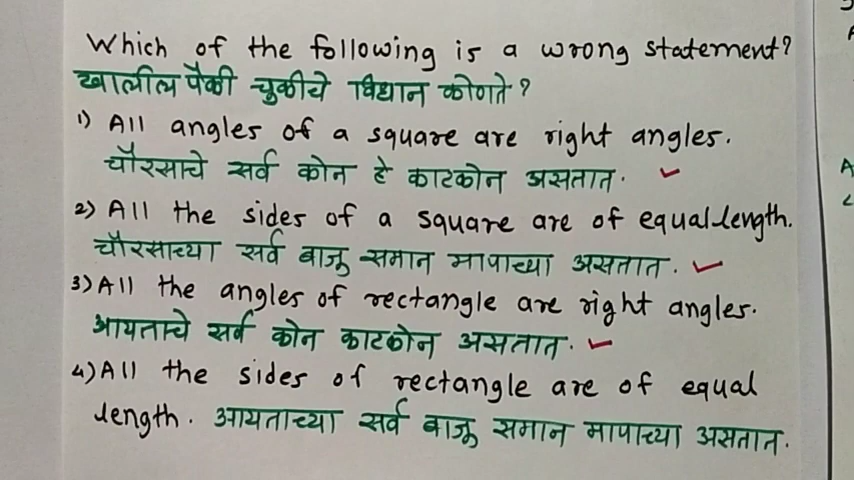 Which of the following is a wrong statement?
खालील पैकी चुकीचे विधान कोणते?
1) All angles of a square are right angles.
चौरसाचे सर्व कोन हे काटकोन असतात.
2) All the sides of a square are of equal length.
चौरसाच्या सर्व बाजू समान मापाच्या असतात.
3) All the angles of rectangle are right angles.
आयताचे सर्व कोन काटकोन असतात.
4) All the sides of rectangle are of equal
length. आयताच्या सर्व बाजू समान मापाच्या असतात.